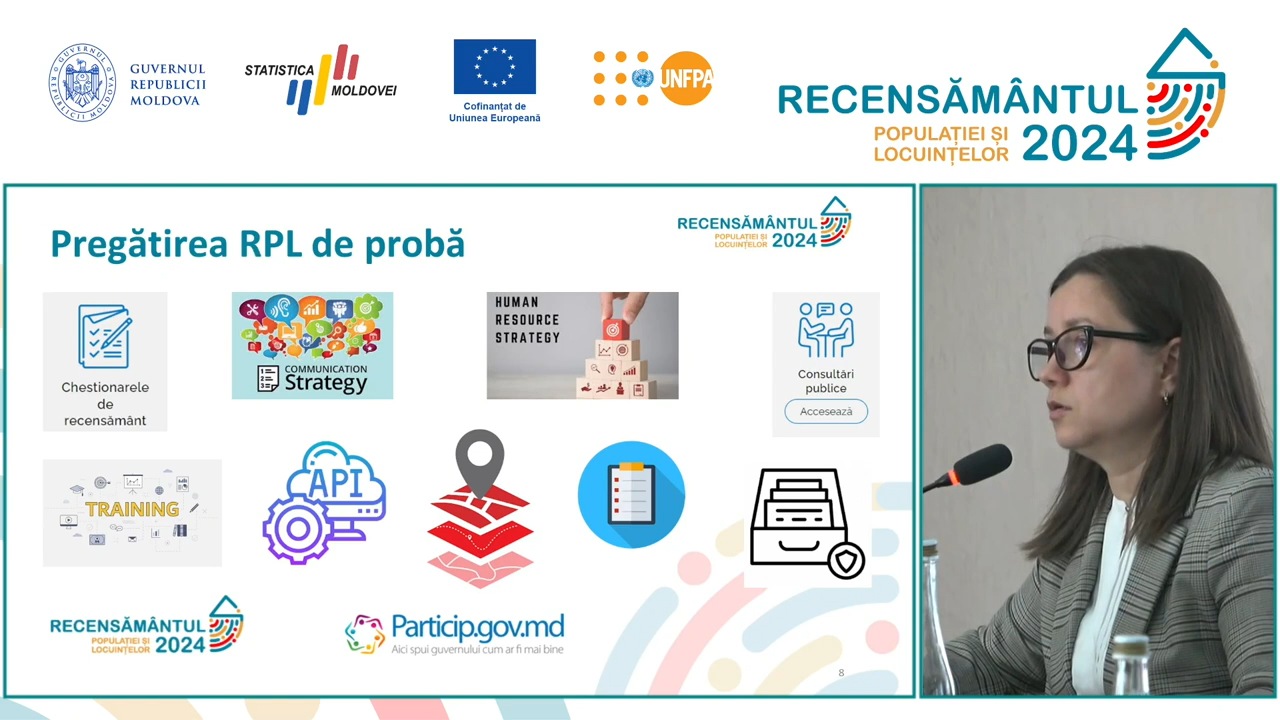 GUVERNUL
REPUBLICII
MOLDOVA
STATISTICA
MOLDOVEI
Cofinanțat de
Uniunea Europeană
UNFPA
RECENSĂMÂNTUL
POPULAȚIEI ȘI
LOCUINȚELOR
2024
Pregătirea RPL de probă
RECENSĂMÂNTUL
POPULAȚIEI ȘI
LOCUINȚELOR
2024
Chestionarele
de
recensământ
COMMUNICATION
Strategy
HUMAN
RESOURCE
STRATEGY
Consultări
publice
Accesează
TRAINING
API
RECENSĂMÂNTUL
POPULAȚIEI ȘI
LOCUINȚELOR
2024
Particip.gov.md
Aici spui guvernului cum ar fi mai bine
8